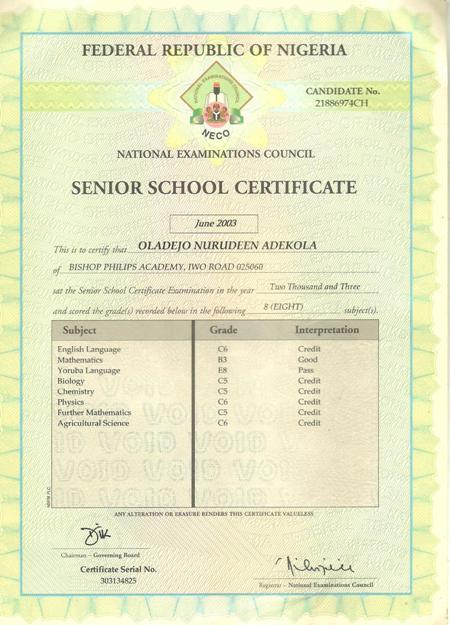 FEDERAL REPUBLIC OF NIGERIA
CANDIDATE No.
21886974CH
NECO
NATIONAL EXAMINATIONS COUNCIL
SENIOR SCHOOL CERTIFICATE
June 2003
This is to certify that OLADEJO NURUDEEN ADEKOLA
of BISHOP PHILIPS ACADEMY, IWO ROAD 025060
sat the Senior School Certificate Examination in the year Two Thousand and Three
and scored the grade(s) recorded below in the following 8 (EIGHT) subject(s).
Subject Grade Interpretation
English Language C6 Credit
Mathematics B3 Good
Yoruba Language E8 Pass
Biology C5 Credit
Chemistry C5 Credit
Physics C6 Credit
Further Mathematics C5 Credit
Agricultural Science C6 Credit
VOID VOID VOID
ANY ALTERATION OR ERASURE RENDERS THIS CERTIFICATE VALUELESS
Chairman – Governing Board
Certificate Serial No.
303134825
Registrar – National Examinations Council